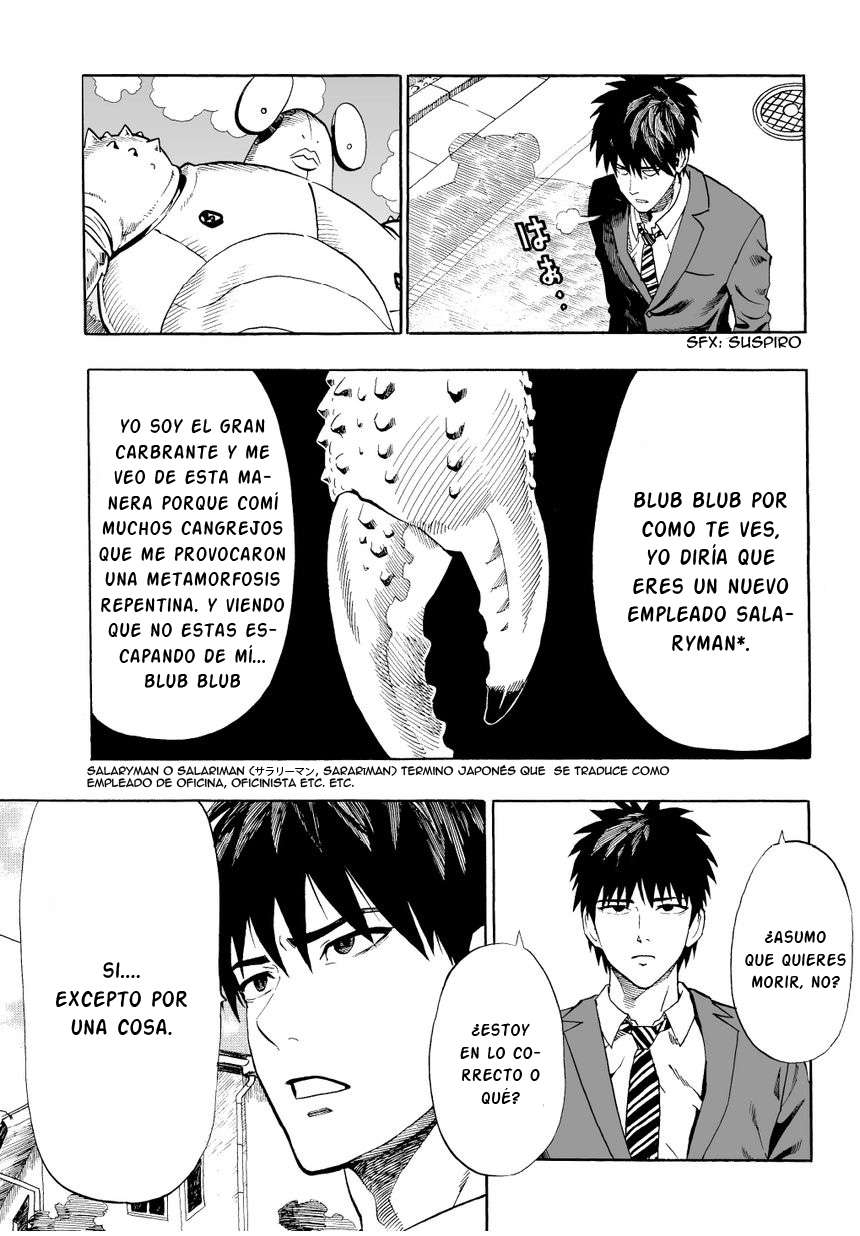 はぁ..
SFX: SUSPIRO
BLUB BLUB POR
COMO TE VES,
YO DIRÍA QUE
ERES UN NUEVO
EMPLEADO SALA-
RYMAN*.
YO SOY EL GRAN
CARBRANTE Y ME
VEO DE ESTA MA-
NERA PORQUE COMÍ
MUCHOS CANGREJOS
QUE ME PROVOCARON
UNA METAMORFOSIS
REPENTINA. Y VIENDO
QUE NO ESTAS ES-
CAPANDO DE MÍ...
BLUB BLUB
SALARYMAN O SALARIMAN (サラリーマン, SARARIMAN) TERMINO JAPONÉS QUE SE TRADUCE COMO
EMPLEADO DE OFICINA, OFICINISTA ETC. ETC.
¿ASUMO
QUE QUIERES
MORIR, NO?
¿ESTOY
EN LO CO-
RRECTO O
QUÉ?
SI....
EXCEPTO POR
UNA COSA.